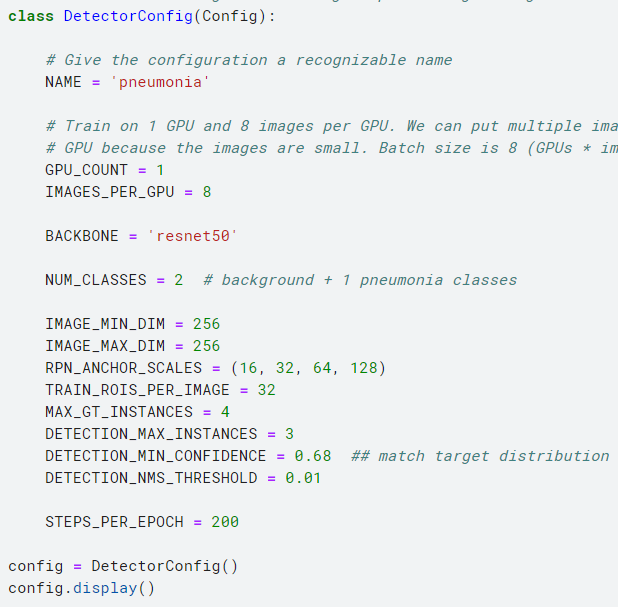 class DetectorConfig(Config):
# Give the configuration a recognizable name
NAME = 'pneumonia'
# Train on 1 GPU and 8 images per GPU. We can put multiple ima
# GPU because the images are small. Batch size is 8 (GPUs * im
GPU_COUNT = 1
IMAGES_PER_GPU = 8
BACKBONE = 'resnet50'
NUM_CLASSES = 2  # background + 1 pneumonia classes
IMAGE_MIN_DIM = 256
IMAGE_MAX_DIM = 256
RPN_ANCHOR_SCALES = (16, 32, 64, 128)
TRAIN_ROIS_PER_IMAGE = 32
MAX_GT_INSTANCES = 4
DETECTION_MAX_INSTANCES = 3
DETECTION_MIN_CONFIDENCE = 0.68  ## match target distribution
DETECTION_NMS_THRESHOLD = 0.01
STEPS_PER_EPOCH = 200
config = DetectorConfig()
config.display()